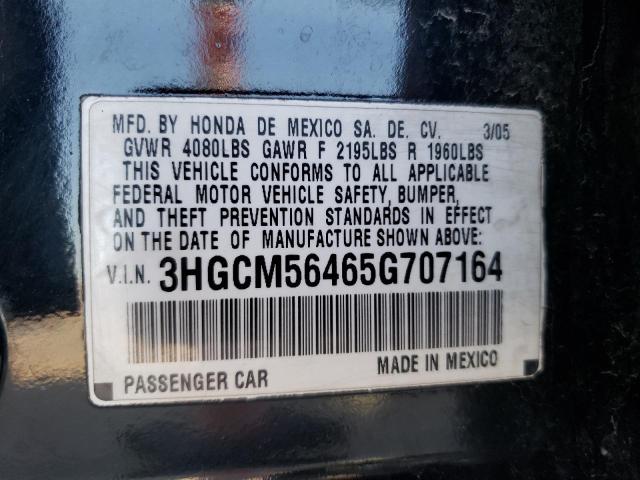 MFD. BY HONDA DE MEXICO SA. DE. CV. 3/05
GVWR 4080LBS GAWR F 2195LBS R 1960LBS
THIS VEHICLE CONFORMS TO ALL APPLICABLE
FEDERAL MOTOR VEHICLE SAFETY, BUMPER,
AND THEFT PREVENTION STANDARDS IN EFFECT
ON THE DATE OF MANUFACTURE SHOWN ABOVE:
V.I.N. 3HGCM56465G707164
PASSENGER CAR MADE IN MEXICO